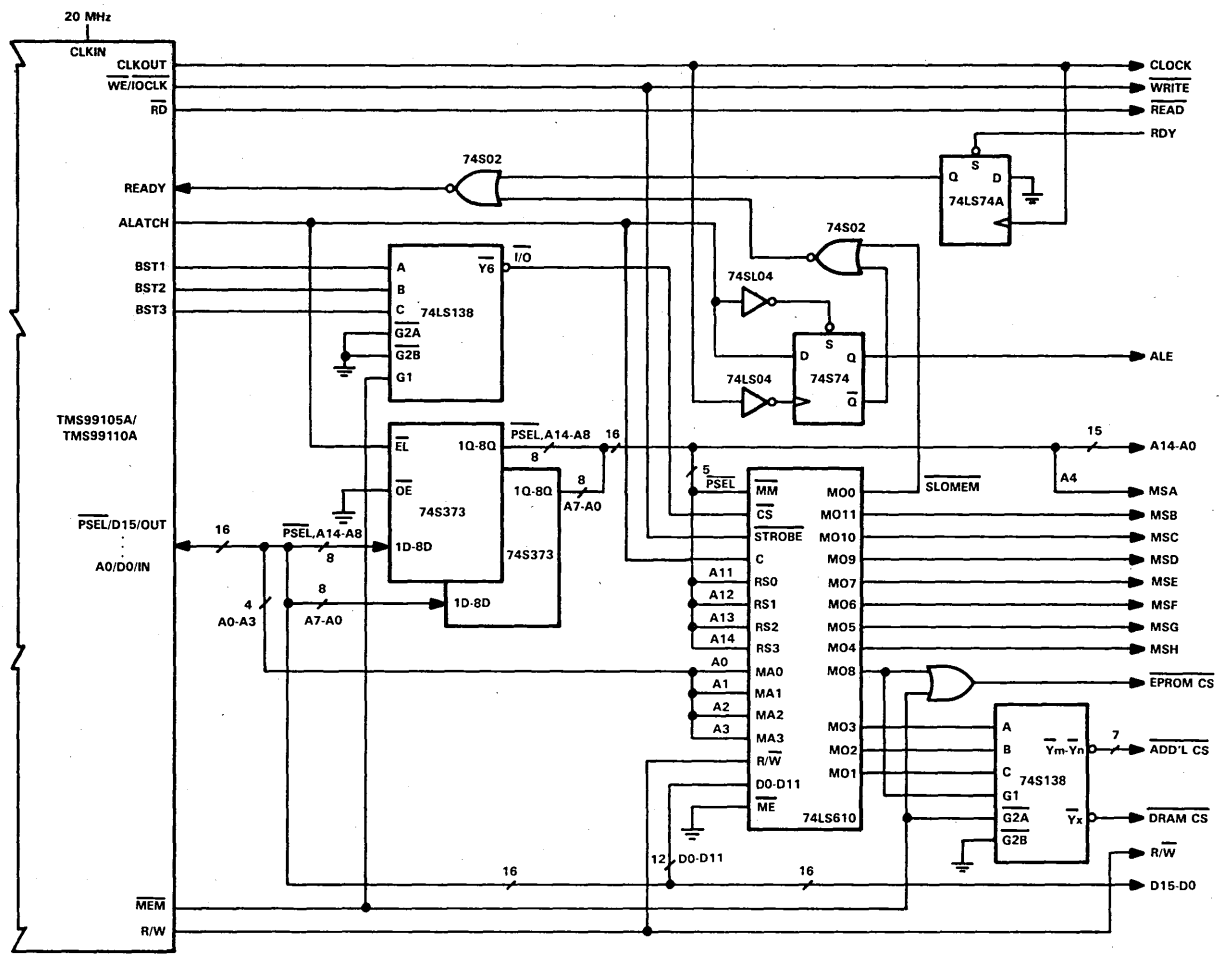 20 MHz
CLKIN
CLKOUT
CLOCK
WE/IOCLK
WRITE
RD
READ
RDY
74S02
S
Q
D
74LS74A
READY
ALATCH
74S02
I/O
BST1
A
Y6
BST2
B
74SL04
BST3
C
74LS138
G2A
S
D
Q
ALE
G2B
74LS04
74S74
G1
Q
TMS99105A/
TMS99110A
PSEL,A14-A8
16
15
A14-A0
EL
1Q-8Q
8
5
A4
PSEL
MM
MO0
SLOMEM
MSA
OE
1Q-8Q
8
A7-A0
74S373
CS
MO11
MSB
PSEL/D15/OUT
16
PSEL,A14-A8
STROBE
MO10
MSC
1D-8D
8
74S373
C
MO9
MSD
A0/D0/IN
A11
RS0
MO7
MSE
4
8
1D-8D
A12
RS1
MO6
MSF
A0-A3
A7-A0
A13
RS2
MO5
MSG
A14
RS3
MO4
MSH
A0
MA0
MO8
EPROM CS
A1
MA1
A2
MA2
A3
MA3
MO3
A
R/W
MO2
B
Ym-Yn
7
ADD'L CS
D0-D11
MO1
C
74S138
ME
G1
74LS610
G2A
Yx
DRAM CS
G2B
12
D0-D11
R/W
16
16
D15-D0
MEM
R/W